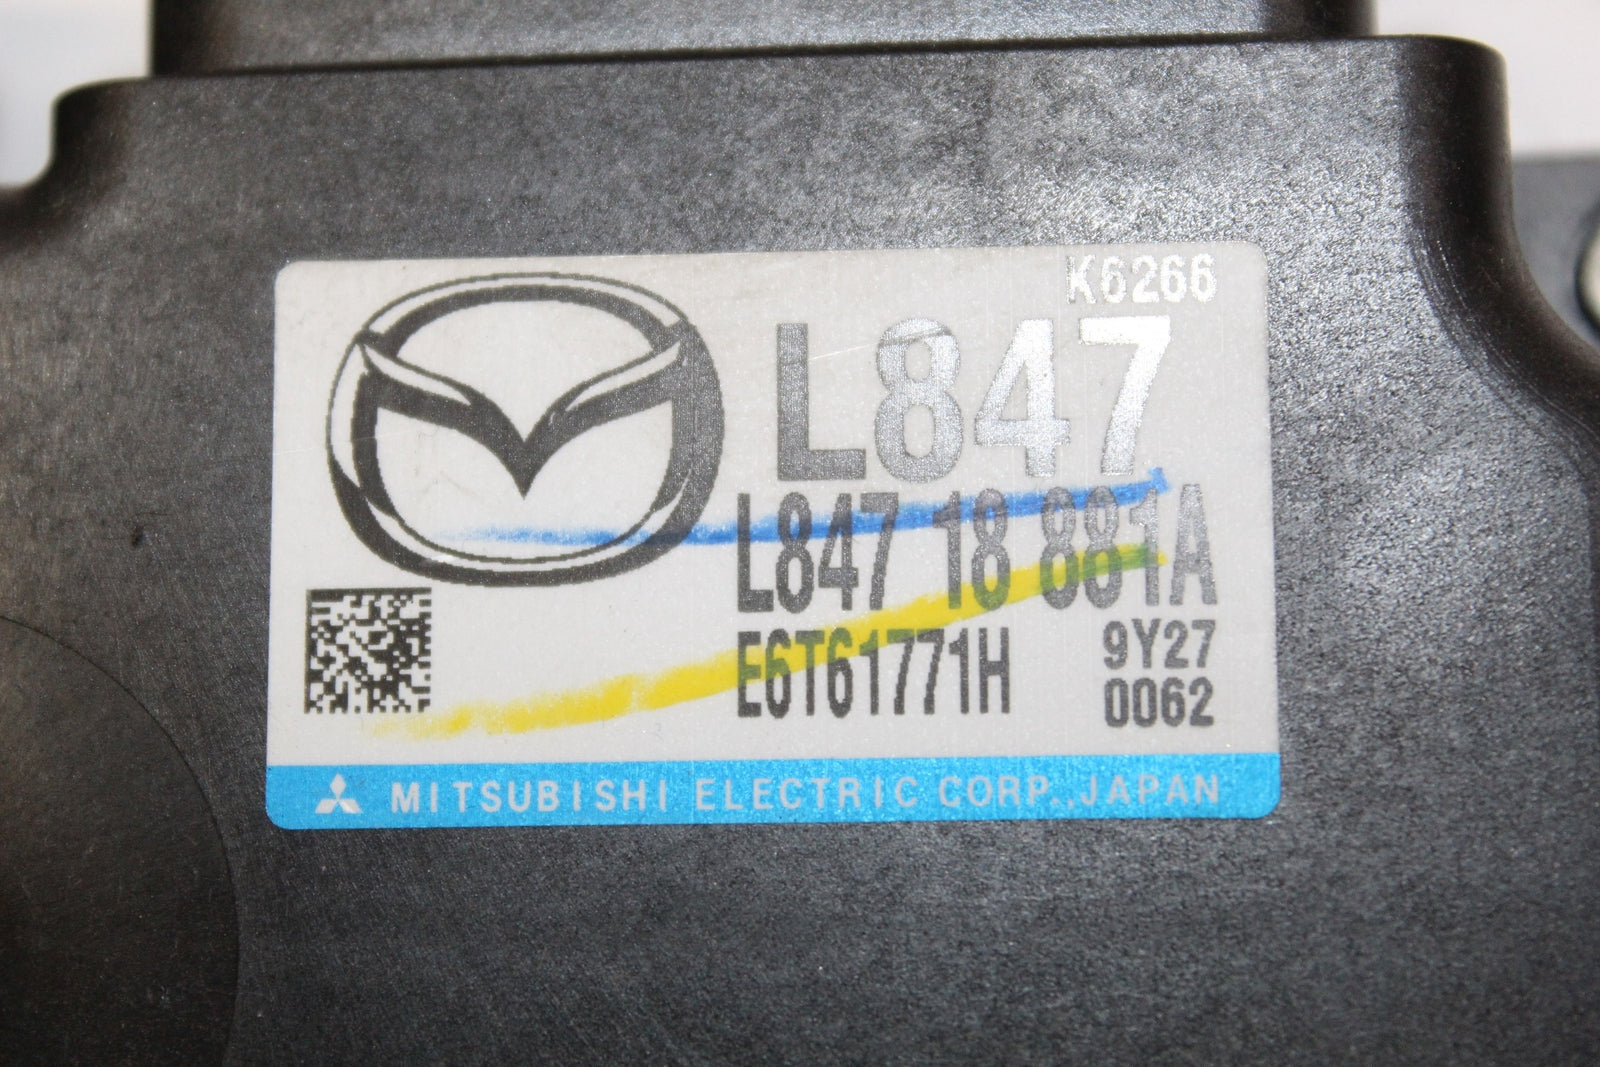 K6266
L847
L847 18 881A
E6T61771H
9Y27
0062
MITSUBISHI ELECTRIC CORP.,JAPAN